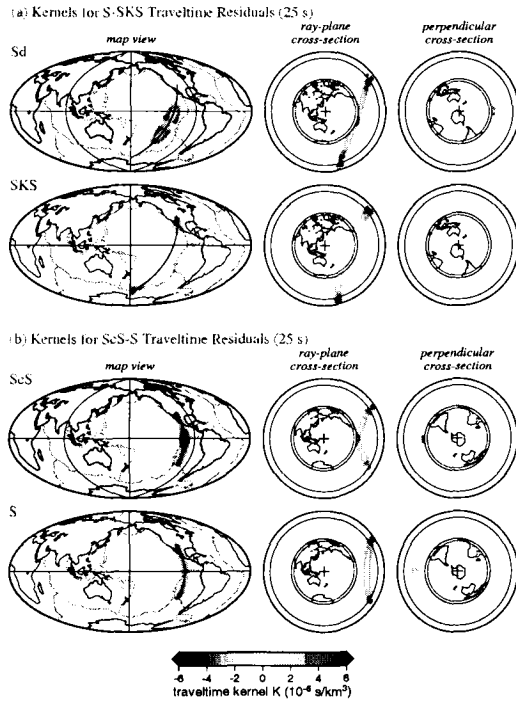 (a) Kernels for S-SKS Traveltime Residuals (25 s)
map view
ray-plane cross-section
perpendicular cross-section
Sd
SKS
(b) Kernels for ScS-S Traveltime Residuals (25 s)
map view
ray-plane cross-section
perpendicular cross-section
ScS
S
-6 -4 -2 0 2 4 6
traveltime kernel K (10⁻⁶ s/km³)